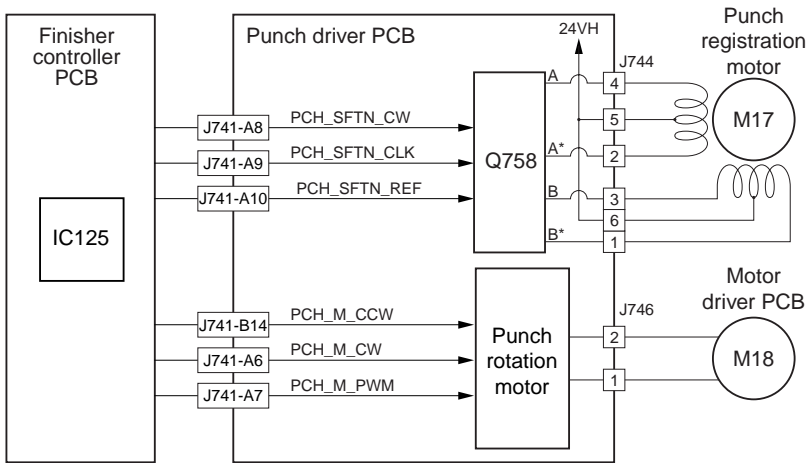 Finisher
controller
PCB
IC125
Punch driver PCB
24VH
J744
Punch
registration
motor
M17
J741-A8
PCH_SFTN_CW
J741-A9
PCH_SFTN_CLK
J741-A10
PCH_SFTN_REF
Q758
A
4
5
A*
2
B
3
6
B*
1
J741-B14
PCH_M_CCW
J741-A6
PCH_M_CW
J741-A7
PCH_M_PWM
Punch
rotation
motor
J746
2
1
Motor
driver PCB
M18